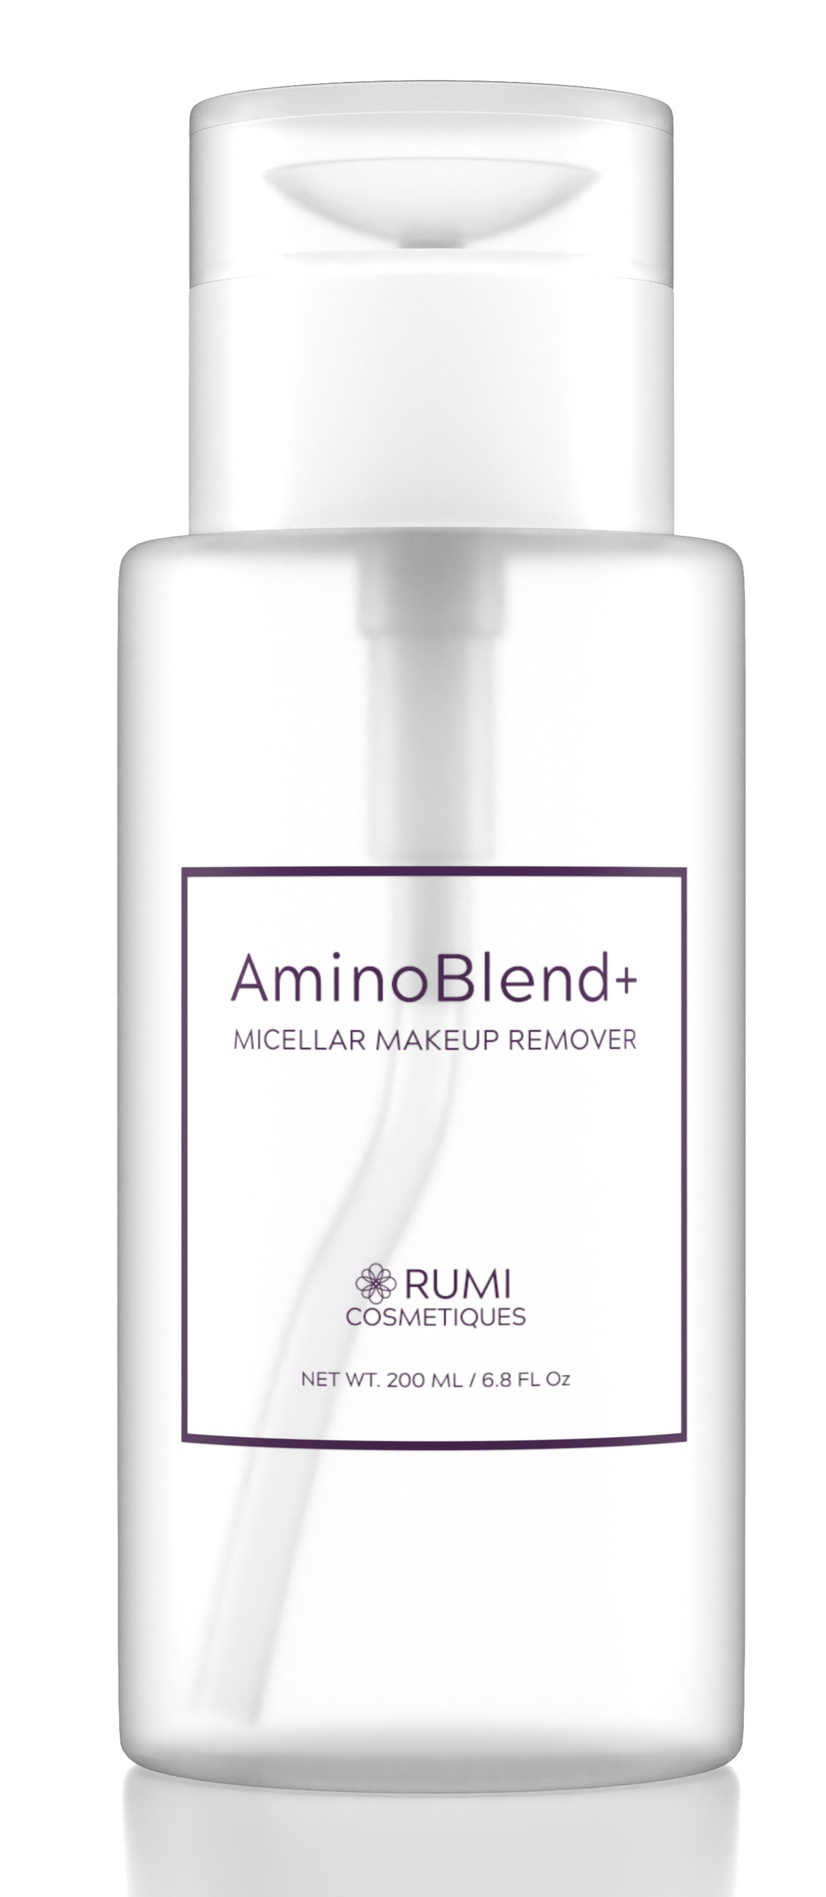 AminoBlend+
MICELLAR MAKEUP REMOVER
RUMI
COSMETIQUES
NET WT. 200 ML / 6.8 FL Oz